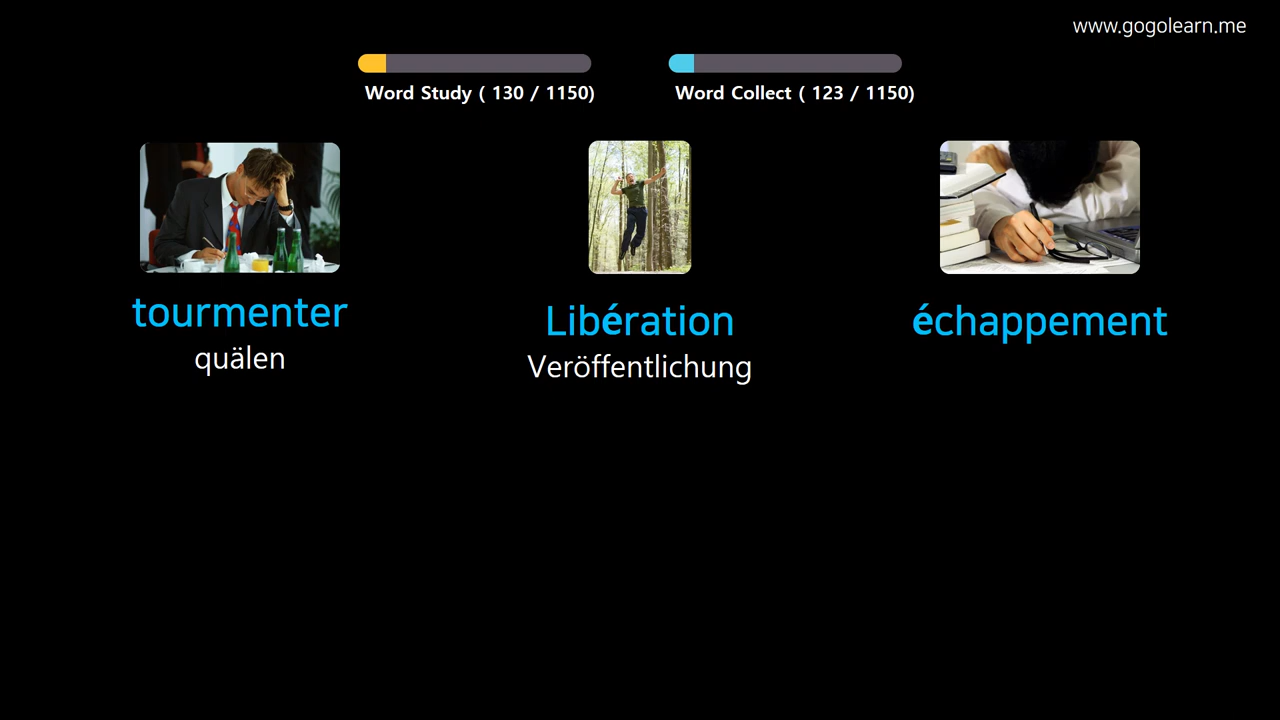 www.gogolearn.me
Word Study ( 130 / 1150)
Word Collect ( 123 / 1150)
tourmenter
quälen
Libération
Veröffentlichung
échappement